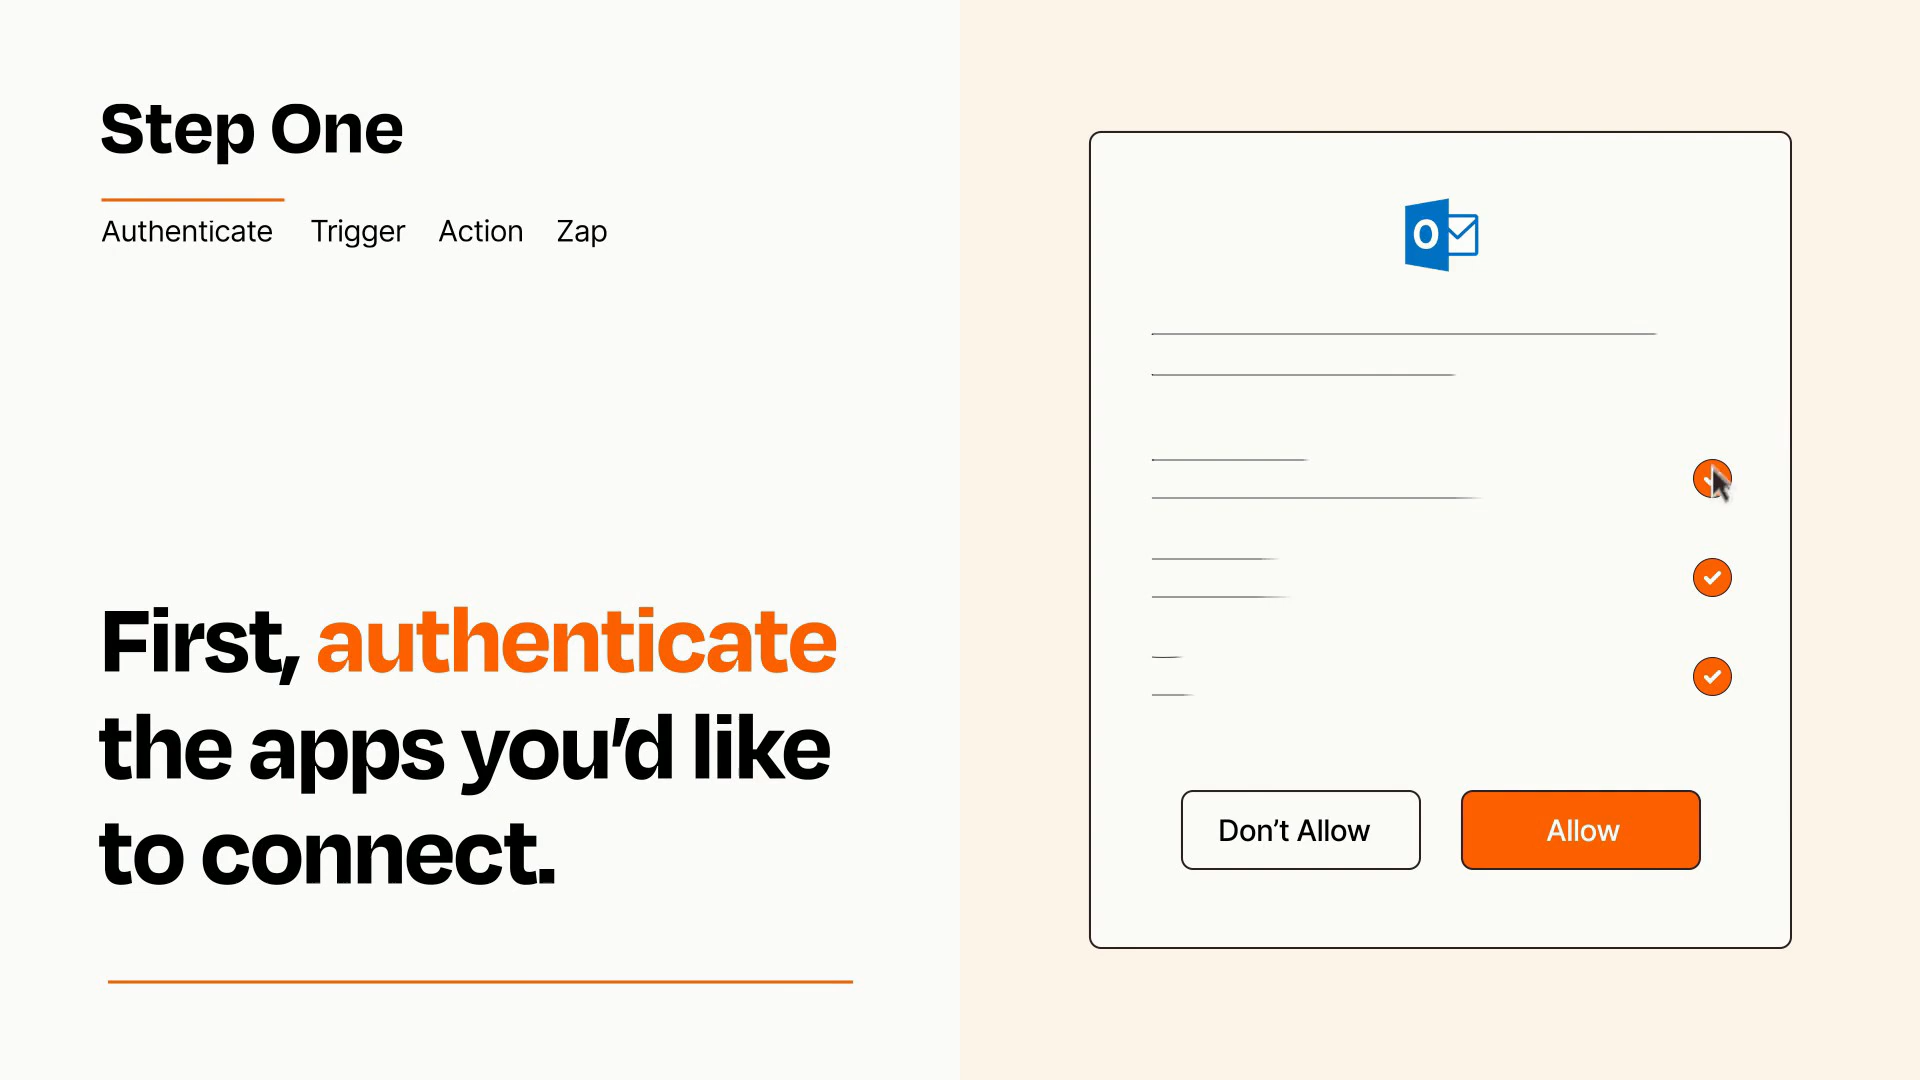 Step One
Authenticate Trigger Action Zap
First, authenticate
the apps you’d like
to connect.
O
Don’t Allow Allow